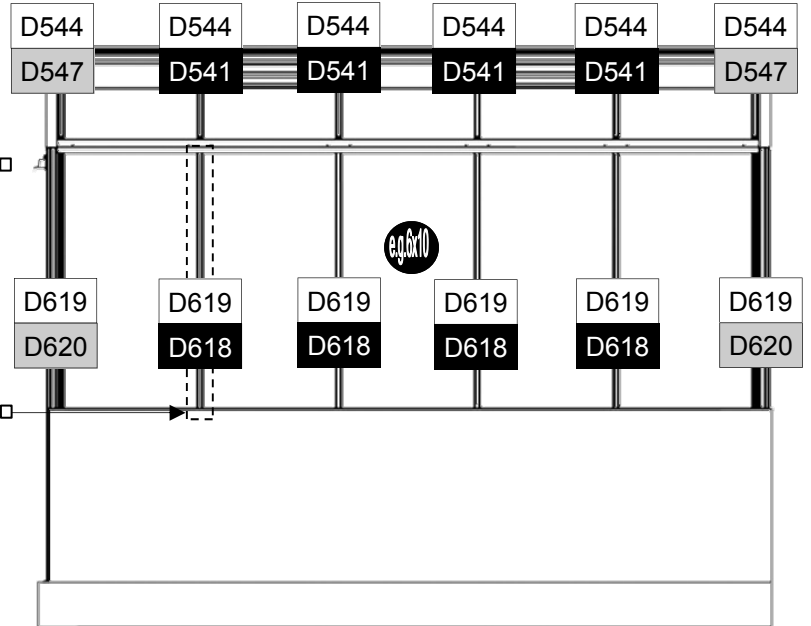 D544 D544 D544 D544 D544 D544
D547 D541 D541 D541 D541 D547
e.g.6x10
D619 D619 D619 D619 D619 D619
D620 D618 D618 D618 D618 D620